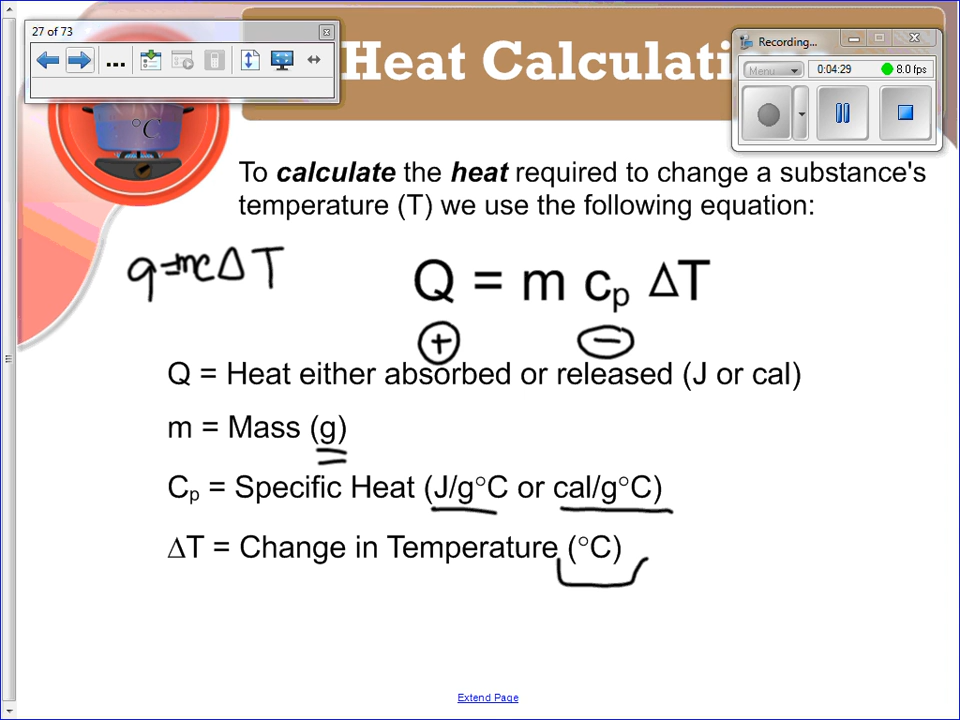 27 of 73
Heat Calculati
Recording...
Menu
0:04:29
8.0 fps
°C
To calculate the heat required to change a substance's
temperature (T) we use the following equation:
q=mcΔT
Q = m cp ΔT
+ −
Q = Heat either absorbed or released (J or cal)
m = Mass (g)
Cp = Specific Heat (J/g°C or cal/g°C)
ΔT = Change in Temperature (°C)
Extend Page